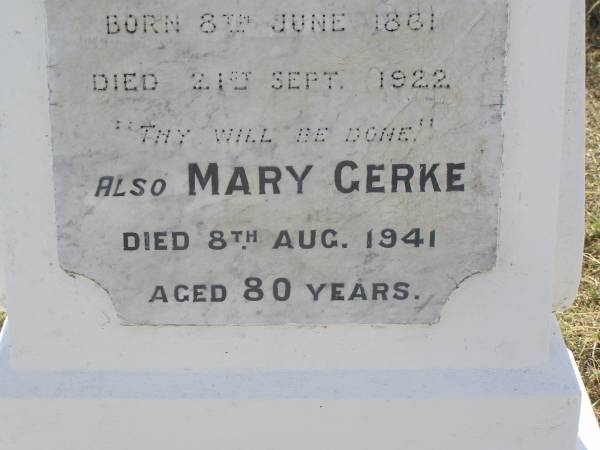 BORN 8TH JUNE 1861
DIED 21ST SEPT. 1922
"THY WILL BE DONE."
ALSO MARY GERKE
DIED 8TH AUG. 1941
AGED 80 YEARS.